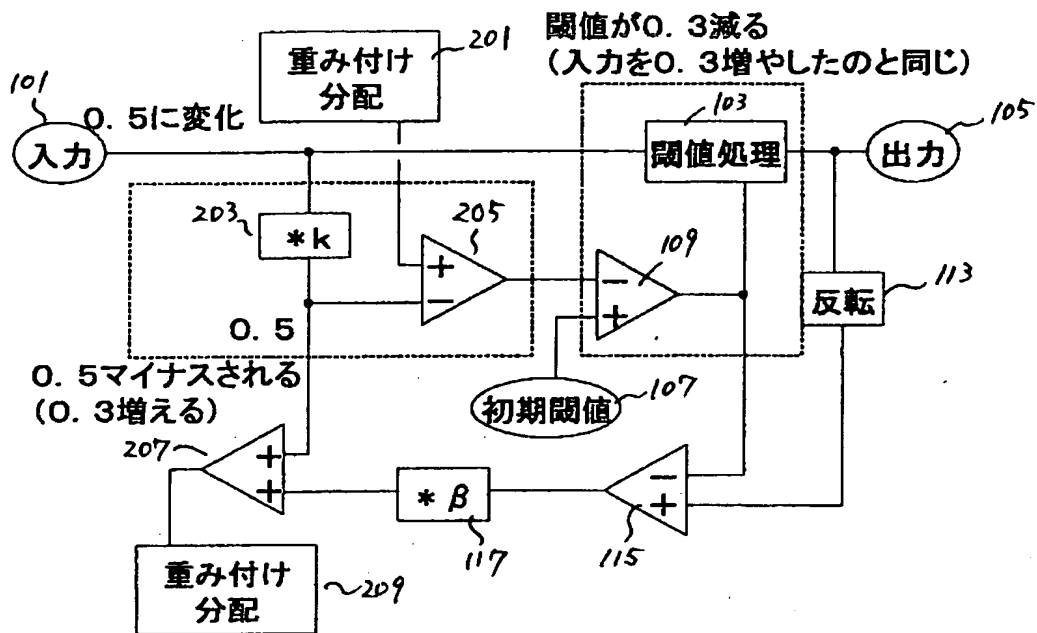 201
重み付け
分配
閾値が0.3減る
(入力を0.3増やしたのと同じ)
101
0.5に変化
入力
103
閾値処理
105
出力
203
*k
205
+
−
109
−
+
113
反転
0.5
0.5マイナスされる
(0.3増える)
107
初期閾値
207
+
+
*β
117
−
+
115
重み付け
分配
209